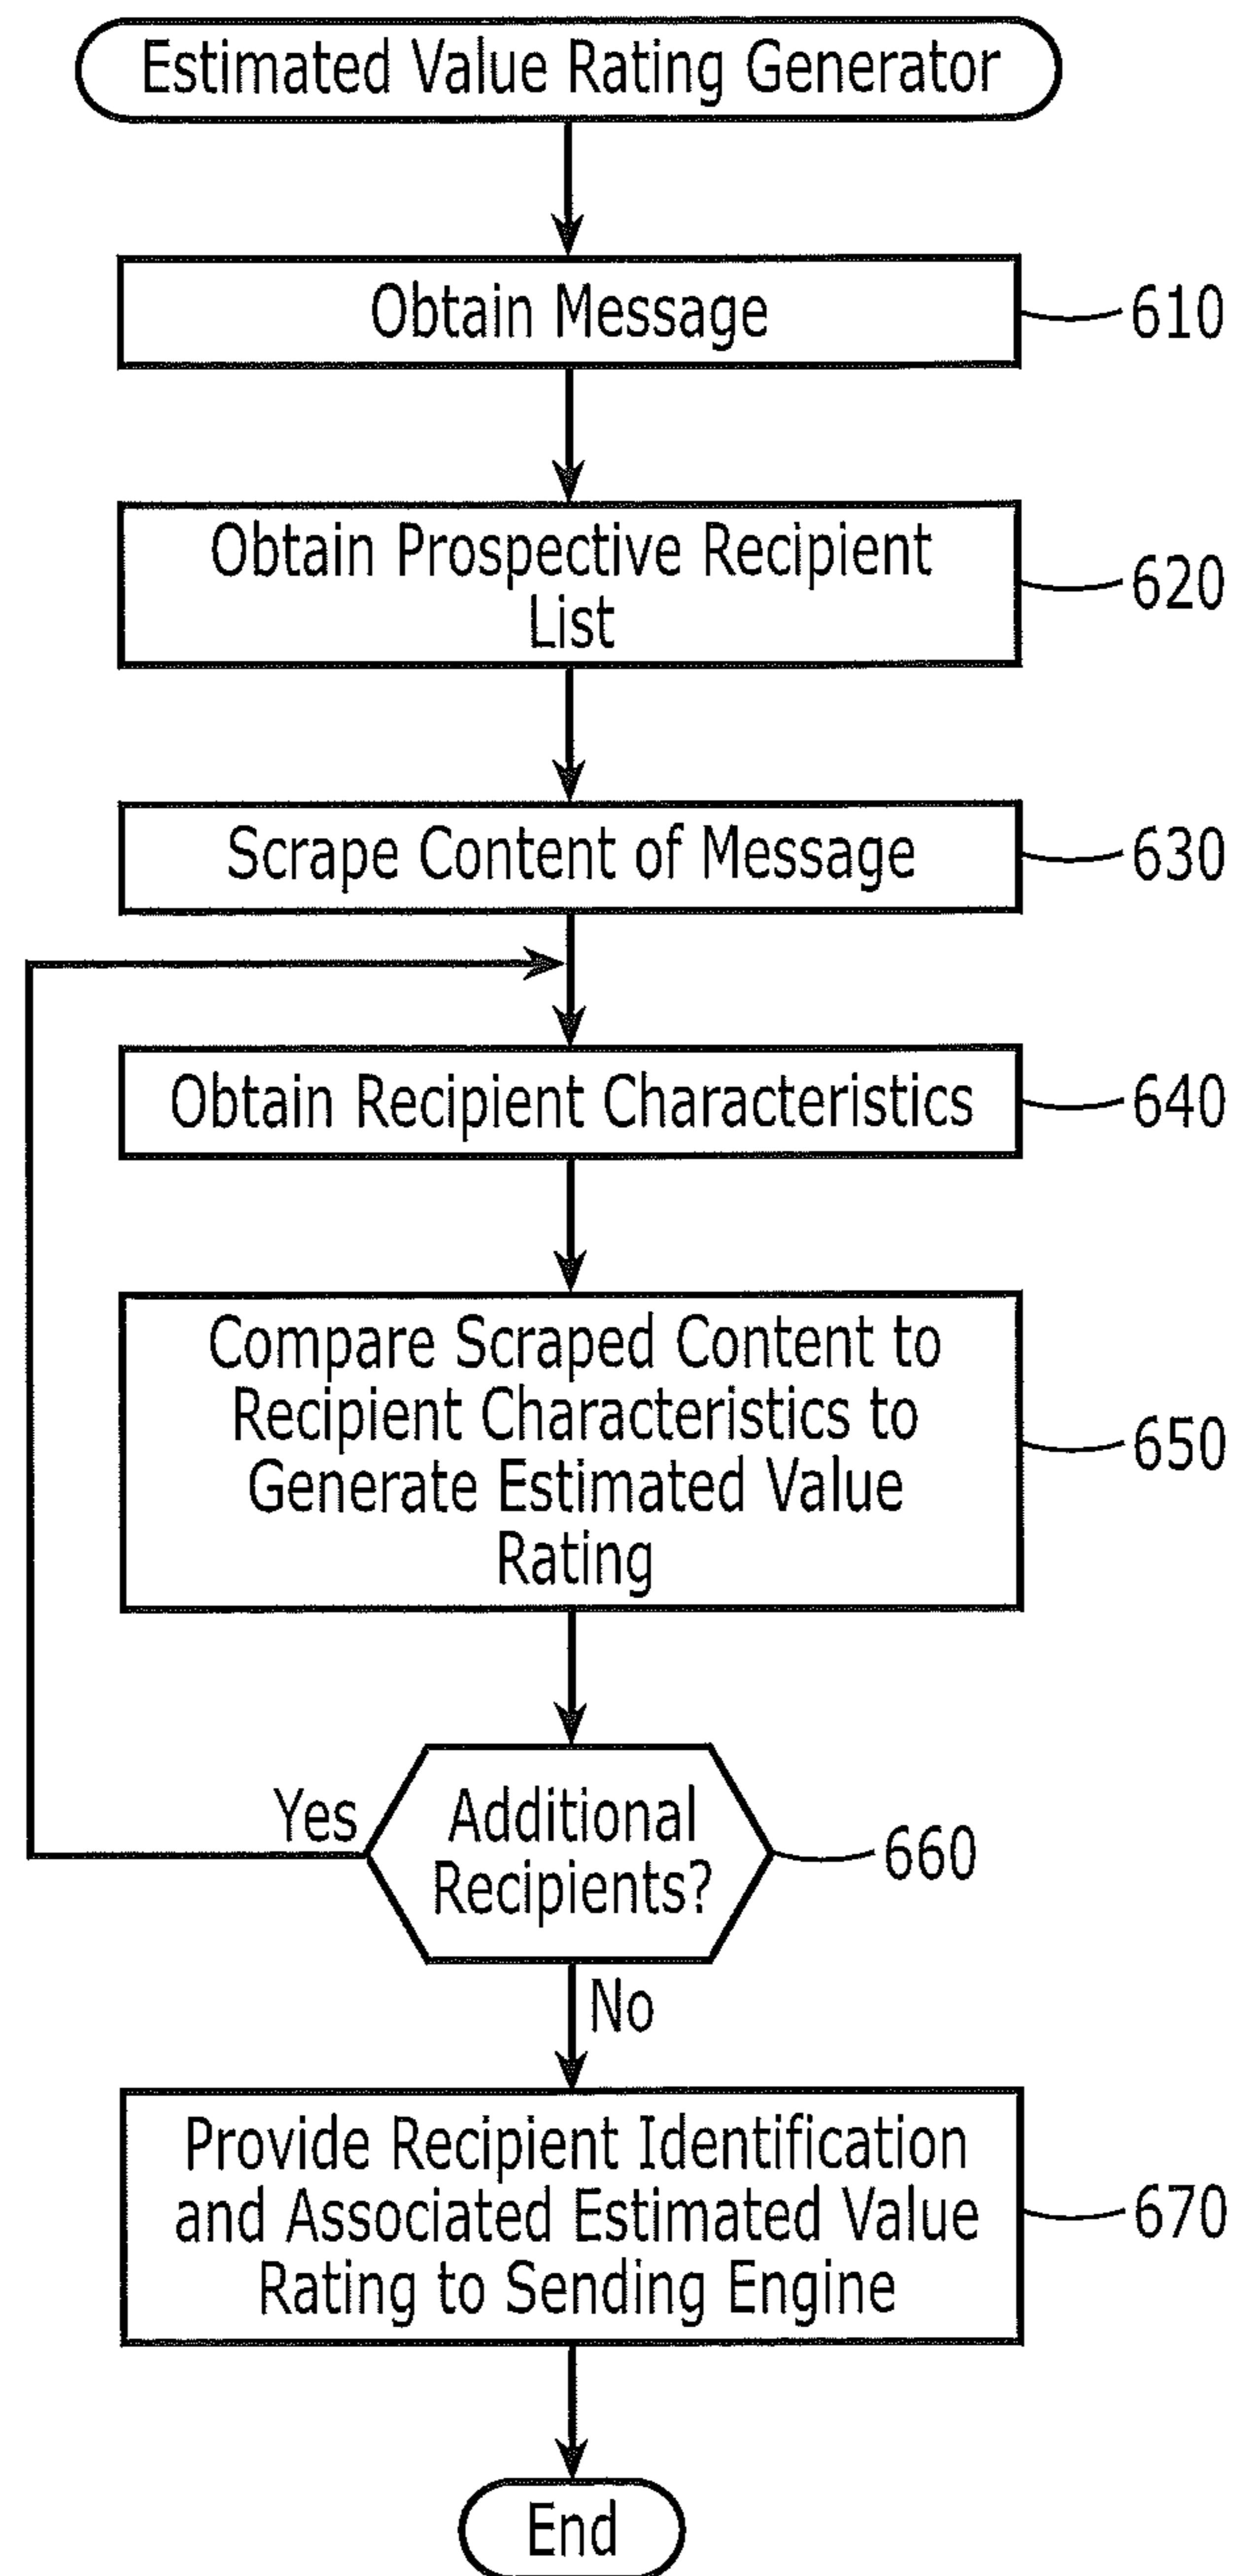 Estimated Value Rating Generator
Obtain Message
610
Obtain Prospective Recipient
List
620
Scrape Content of Message
630
Obtain Recipient Characteristics
640
Compare Scraped Content to
Recipient Characteristics to
Generate Estimated Value
Rating
650
Yes
Additional
Recipients?
660
No
Provide Recipient Identification
and Associated Estimated Value
Rating to Sending Engine
670
End